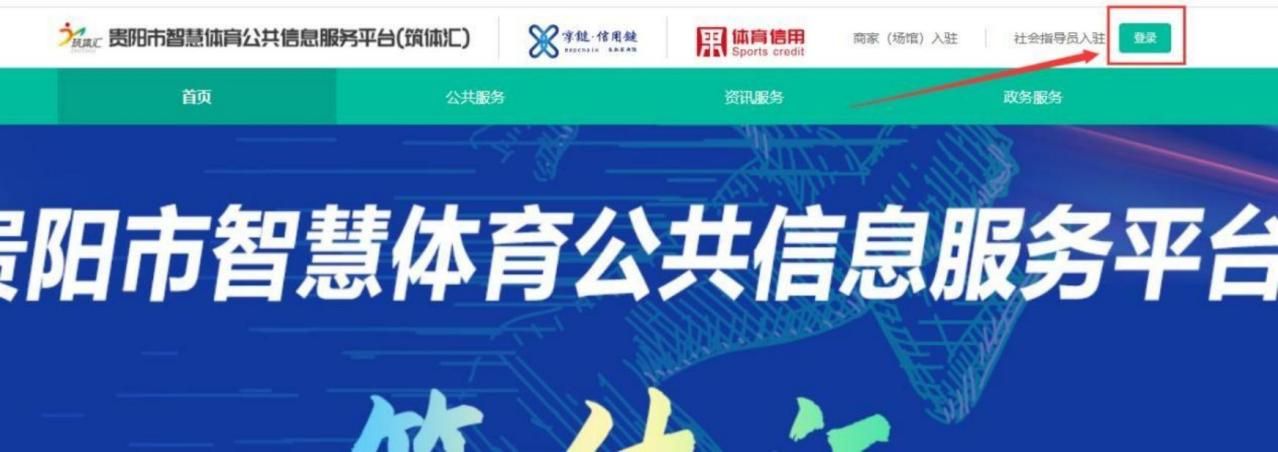 筑体汇 贵阳市智慧体育公共信息服务平台(筑体汇)
享链·信用链
体育信用
Sports credit
商家（场馆）入驻
社会指导员入驻
登录
首页
公共服务
资讯服务
政务服务
贵阳市智慧体育公共信息服务平台
筑体汇